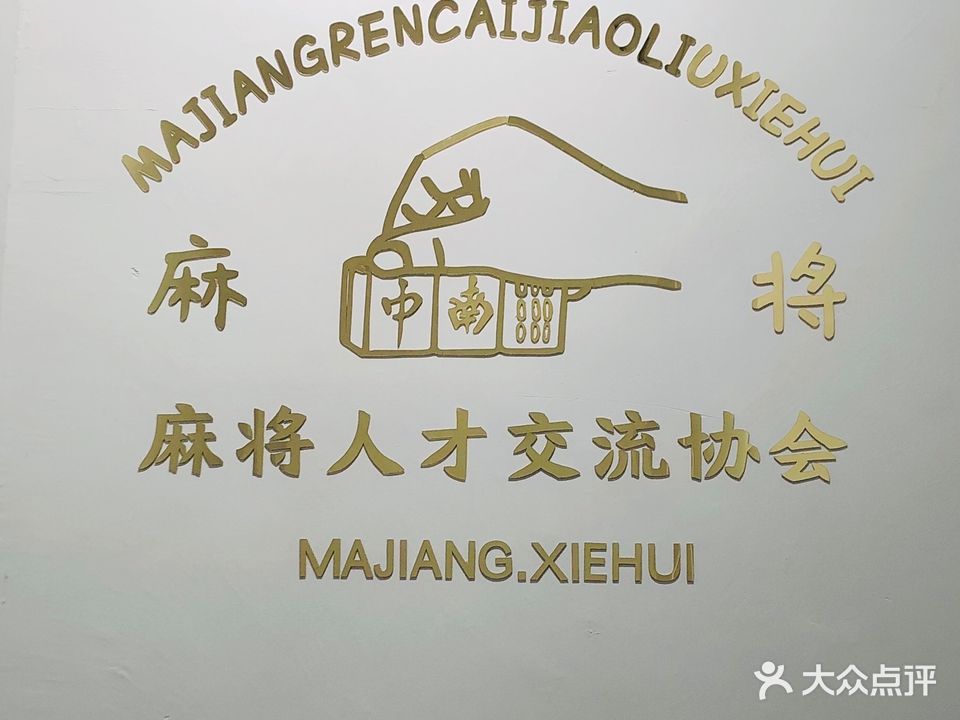 MAJIANGRENCAIJIAOLIUXIEHUI
麻 将
中 南
麻将人才交流协会
MAJIANG.XIEHUI
大众点评